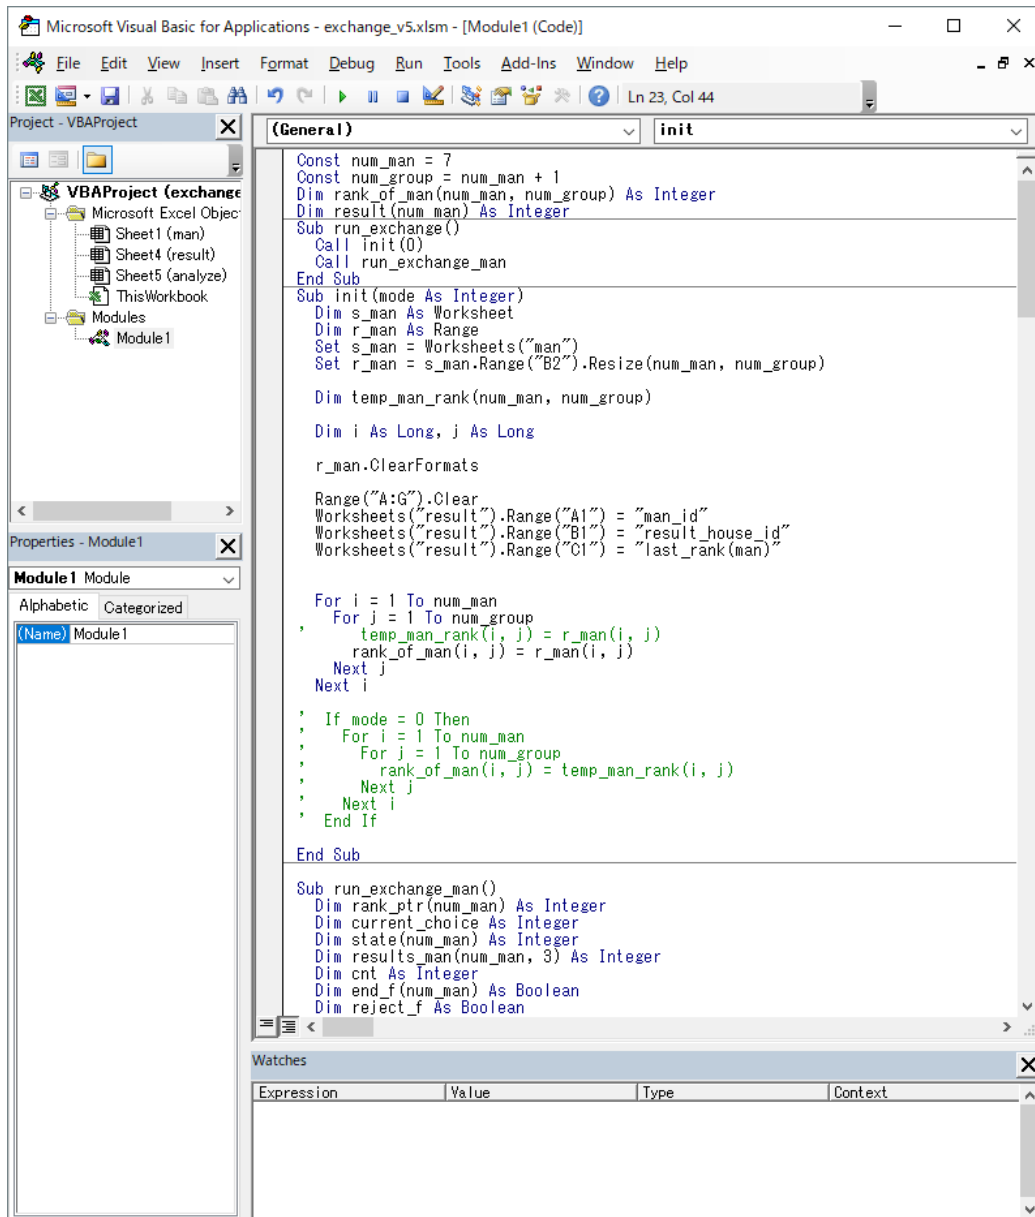 Microsoft Visual Basic for Applications - exchange_v5.xlsm - [Module1 (Code)]
File Edit View Insert Format Debug Run Tools Add-Ins Window Help
Ln 23, Col 44
Project - VBAProject
VBAProject (exchange
Microsoft Excel Objec
Sheet1 (man)
Sheet4 (result)
Sheet5 (analyze)
ThisWorkbook
Modules
Module1
Properties - Module1
Module1 Module
Alphabetic Categorized
(Name) Module1
(General) init
Const num_man = 7
Const num_group = num_man + 1
Dim rank_of_man(num_man, num_group) As Integer
Dim result(num_man) As Integer
Sub run_exchange()
  Call init(0)
  Call run_exchange_man
End Sub
Sub init(mode As Integer)
  Dim s_man As Worksheet
  Dim r_man As Range
  Set s_man = Worksheets("man")
  Set r_man = s_man.Range("B2").Resize(num_man, num_group)
  Dim temp_man_rank(num_man, num_group)
  Dim i As Long, j As Long
  r_man.ClearFormats
  Range("A:G").Clear
  Worksheets("result").Range("A1") = "man_id"
  Worksheets("result").Range("B1") = "result_house_id"
  Worksheets("result").Range("C1") = "last_rank(man)"
  For i = 1 To num_man
    For j = 1 To num_group
'      temp_man_rank(i, j) = r_man(i, j)
      rank_of_man(i, j) = r_man(i, j)
    Next j
  Next i
'  If mode = 0 Then
'    For i = 1 To num_man
'      For j = 1 To num_group
'        rank_of_man(i, j) = temp_man_rank(i, j)
'      Next j
'    Next i
'  End If
End Sub
Sub run_exchange_man()
  Dim rank_ptr(num_man) As Integer
  Dim current_choice As Integer
  Dim state(num_man) As Integer
  Dim results_man(num_man, 3) As Integer
  Dim cnt As Integer
  Dim end_f(num_man) As Boolean
  Dim reject_f As Boolean
Watches
Expression Value Type Context